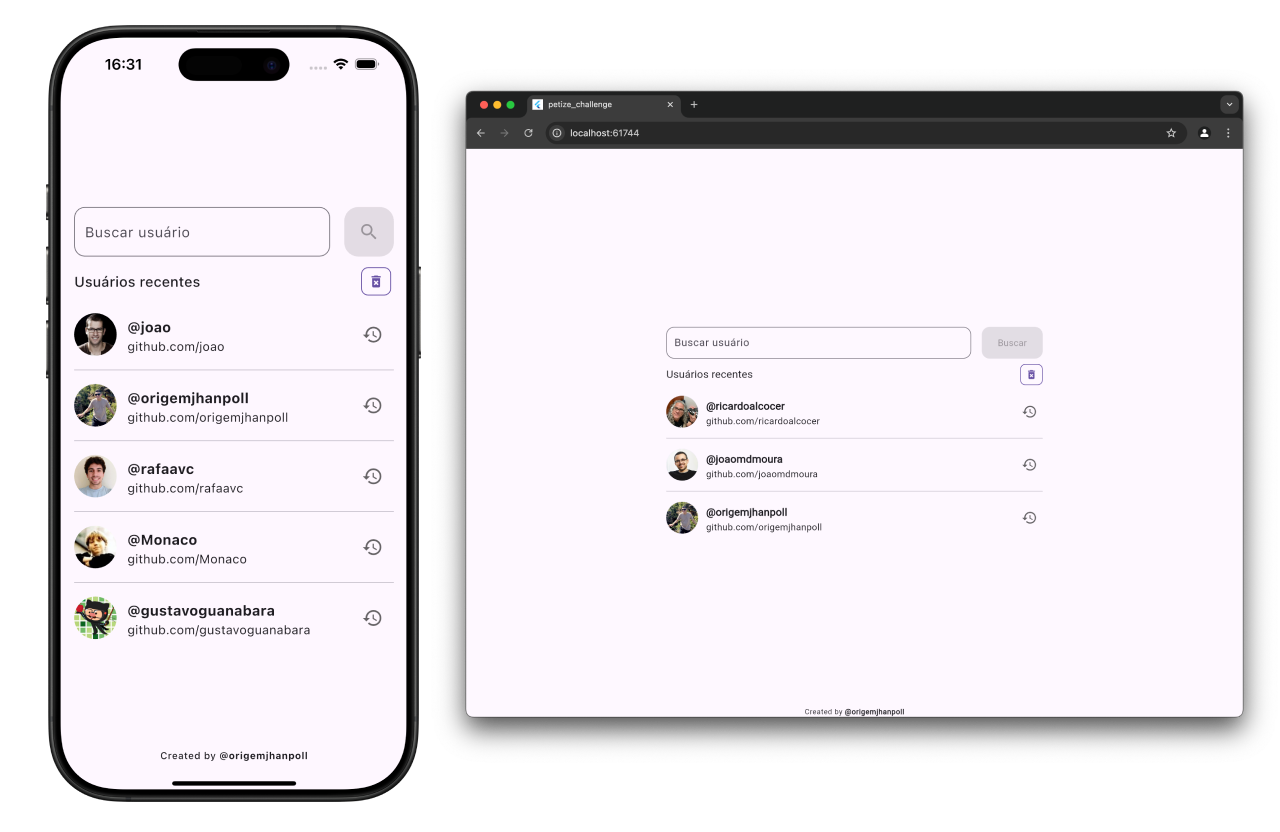 16:31
Buscar usuário
Usuários recentes
@joao
github.com/joao
@origemjhanpoll
github.com/origemjhanpoll
@rafaavc
github.com/rafaavc
@Monaco
github.com/Monaco
@gustavoguanabara
github.com/gustavoguanabara
Created by @origemjhanpoll
petize_challenge
localhost:61744
Buscar usuário
Buscar
Usuários recentes
@ricardoalcocer
github.com/ricardoalcocer
@joaomdmoura
github.com/joaomdmoura
@origemjhanpoll
github.com/origemjhanpoll
Created by @origemjhanpoll